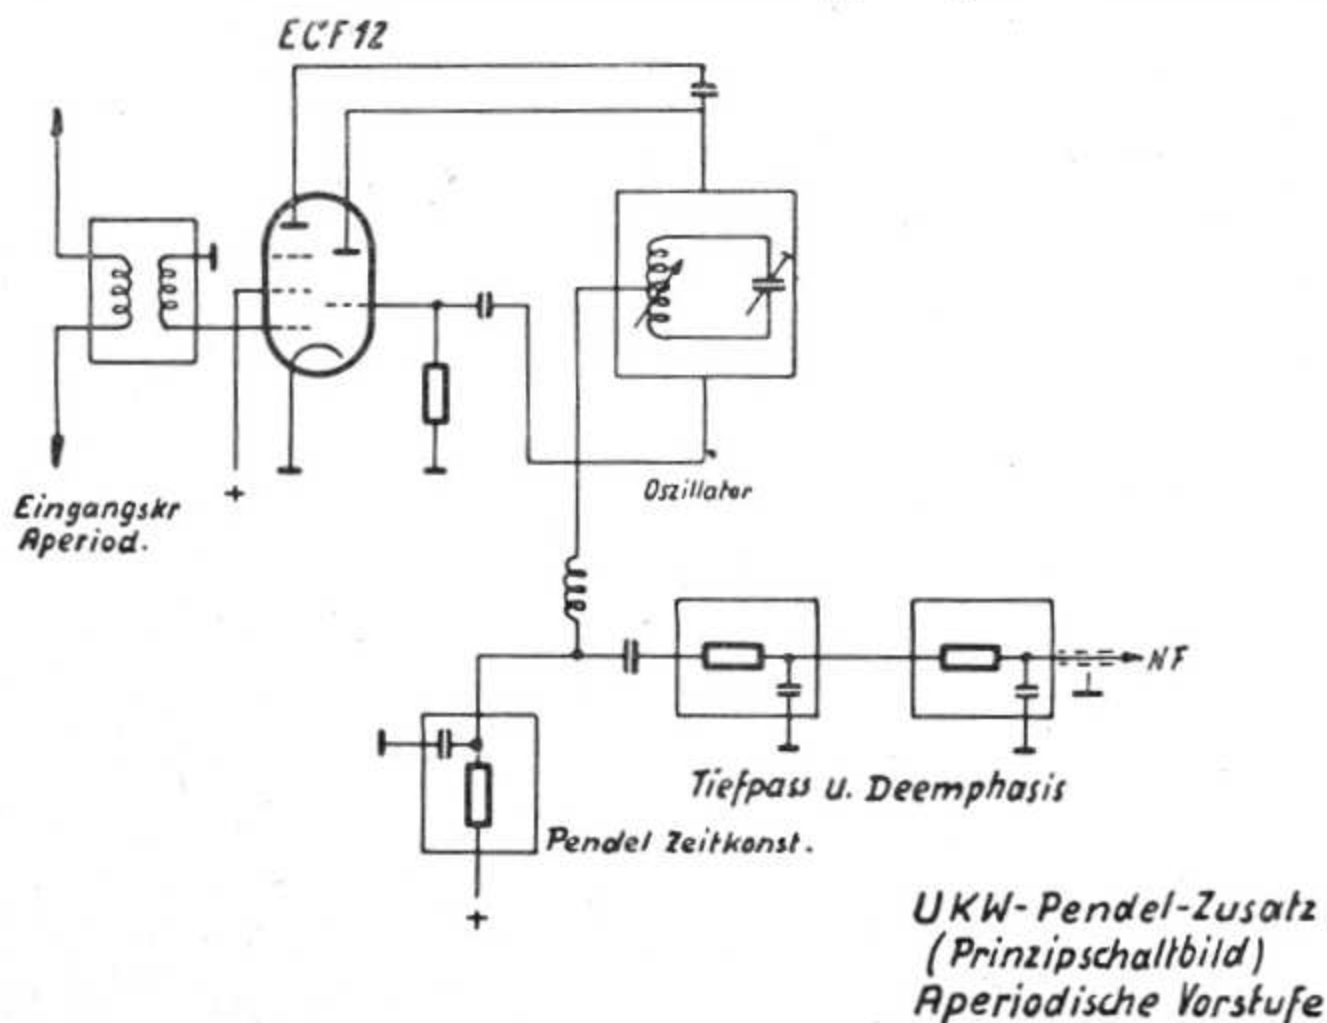 ECF12
Eingangskr
Aperiod.
+
Oszillator
NF
Tiefpass u. Deemphasis
Pendel Zeitkonst.
+
UKW-Pendel-Zusatz
(Prinzipschaltbild)
Aperiodische Vorstufe